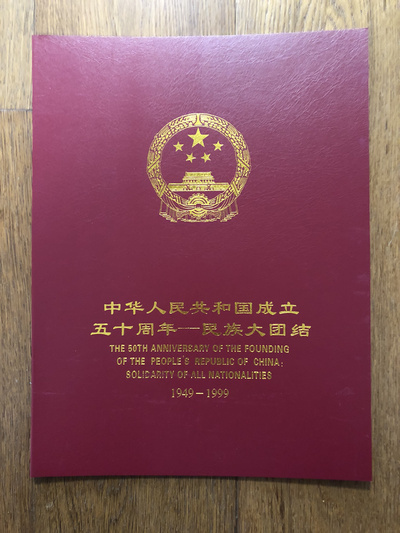 中华人民共和国成立
五十周年——民族大团结
THE 50TH ANNIVERSARY OF THE FOUNDING
OF THE PEOPLE'S REPUBLIC OF CHINA:
SOLIDARITY OF ALL NATIONALITIES
1949－1999